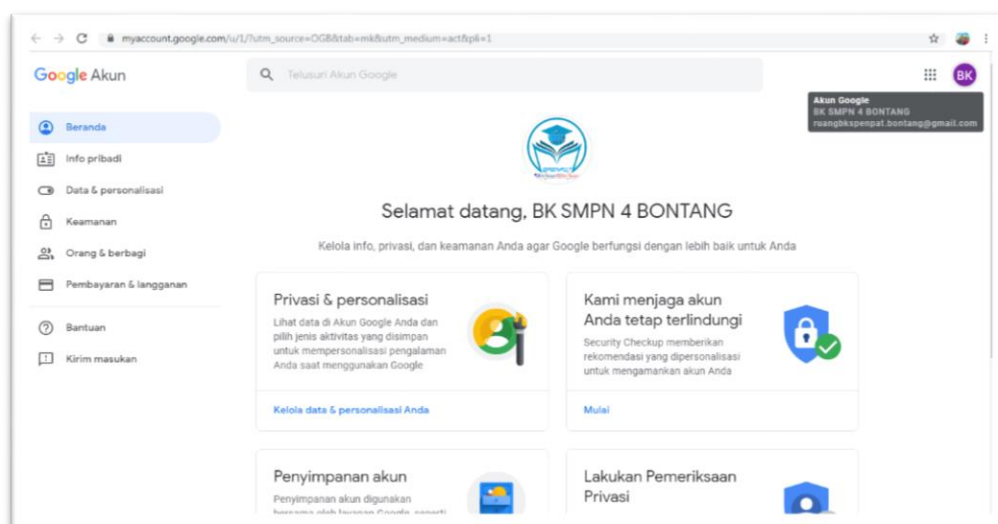 myaccount.google.com/u/1/?utm_source=OGB&tab=mk&utm_medium=act&pli=1
Google Akun
Telusuri Akun Google
BK
Akun Google
BK SMPN 4 BONTANG
ruangbkspenpat.bontang@gmail.com
Beranda
Info pribadi
Data & personalisasi
Keamanan
Orang & berbagi
Pembayaran & langganan
Bantuan
Kirim masukan
Selamat datang, BK SMPN 4 BONTANG
Kelola info, privasi, dan keamanan Anda agar Google berfungsi dengan lebih baik untuk Anda
Privasi & personalisasi
Lihat data di Akun Google Anda dan
pilih jenis aktivitas yang disimpan
untuk mempersonalisasi pengalaman
Anda saat menggunakan Google
Kelola data & personalisasi Anda
Kami menjaga akun
Anda tetap terlindungi
Security Checkup memberikan
rekomendasi yang dipersonalisasi
untuk mengamankan akun Anda
Mulai
Penyimpanan akun
Penyimpanan akun digunakan
bersama oleh layanan Google, seperti
Lakukan Pemeriksaan
Privasi